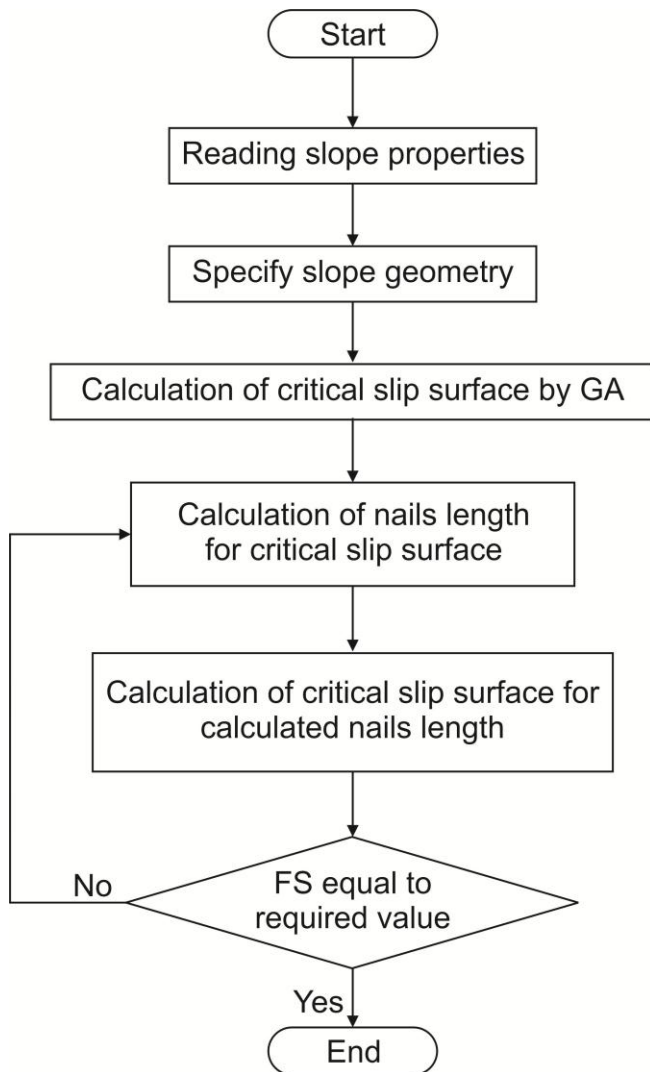 Start
Reading slope properties
Specify slope geometry
Calculation of critical slip surface by GA
Calculation of nails length
for critical slip surface
Calculation of critical slip surface for
calculated nails length
FS equal to
required value
No
Yes
End